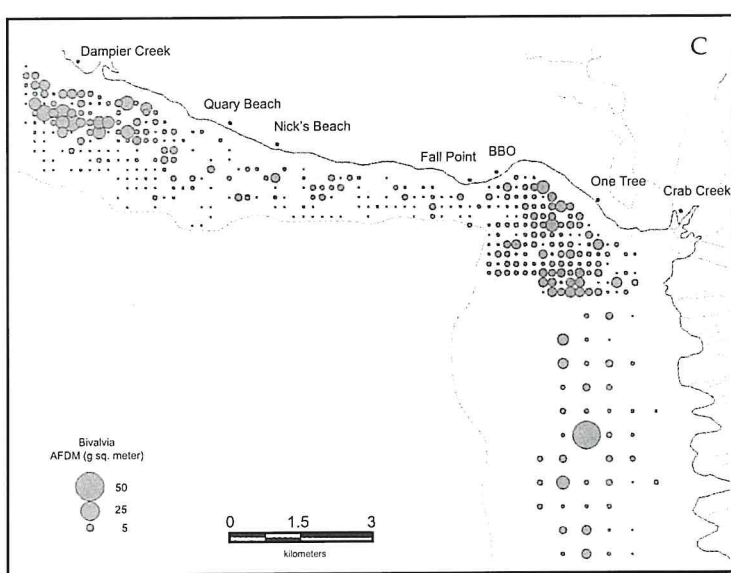 C
Dampier Creek
Quary Beach
Nick's Beach
Fall Point
BBO
One Tree
Crab Creek
Bivalvia
AFDM (g sq. meter)
50
25
5
0 1.5 3
kilometers